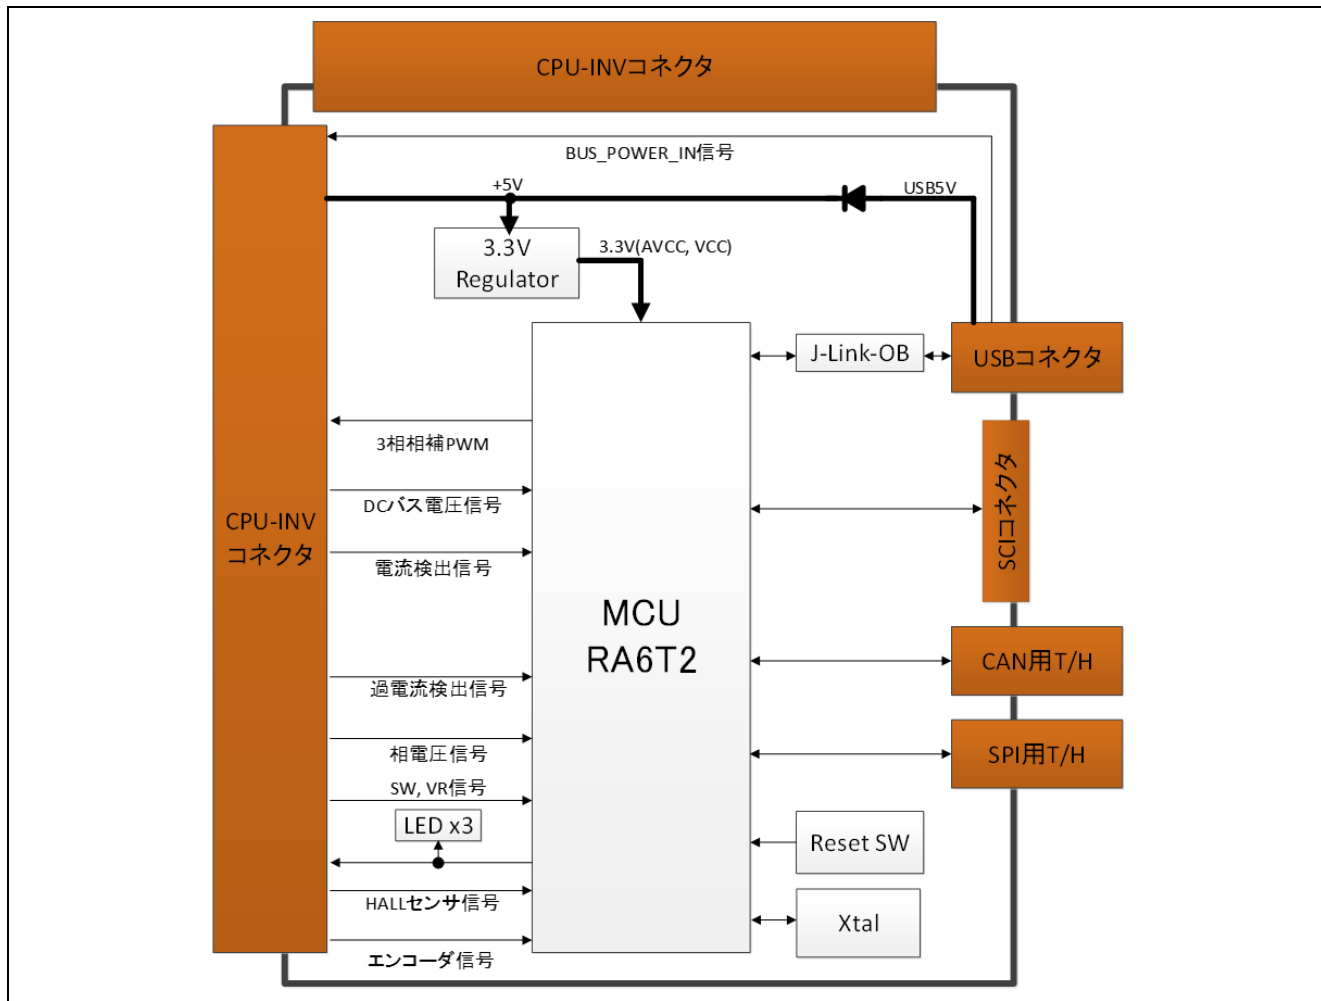 CPU-INVコネクタ
BUS_POWER_IN信号
+5V
USB5V
3.3V
Regulator
3.3V(AVCC, VCC)
J-Link-OB
USBコネクタ
3相相補PWM
DCバス電圧信号
CPU-INV
コネクタ
電流検出信号
SCIコネクタ
MCU
RA6T2
過電流検出信号
CAN用T/H
相電圧信号
SPI用T/H
SW, VR信号
LED x3
Reset SW
HALLセンサ信号
Xtal
エンコーダ信号